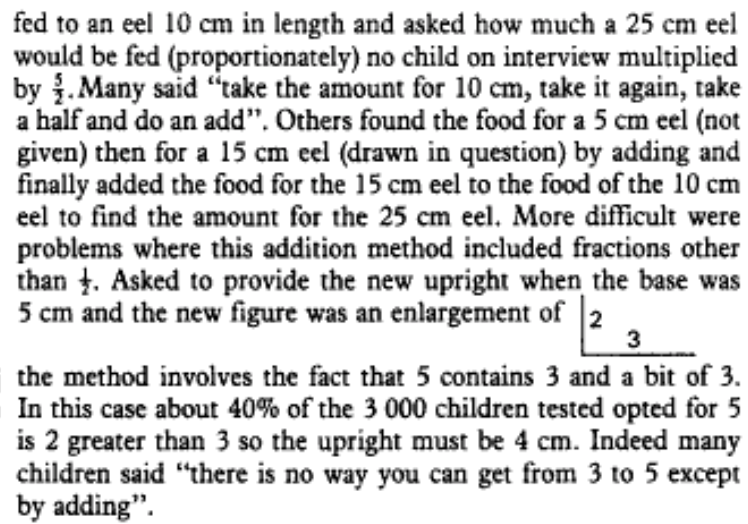 fed to an eel 10 cm in length and asked how much a 25 cm eel
would be fed (proportionately) no child on interview multiplied
by 5/2. Many said “take the amount for 10 cm, take it again, take
a half and do an add”. Others found the food for a 5 cm eel (not
given) then for a 15 cm eel (drawn in question) by adding and
finally added the food for the 15 cm eel to the food of the 10 cm
eel to find the amount for the 25 cm eel. More difficult were
problems where this addition method included fractions other
than ½. Asked to provide the new upright when the base was
5 cm and the new figure was an enlargement of 2
3
the method involves the fact that 5 contains 3 and a bit of 3.
In this case about 40% of the 3 000 children tested opted for 5
is 2 greater than 3 so the upright must be 4 cm. Indeed many
children said “there is no way you can get from 3 to 5 except
by adding”.